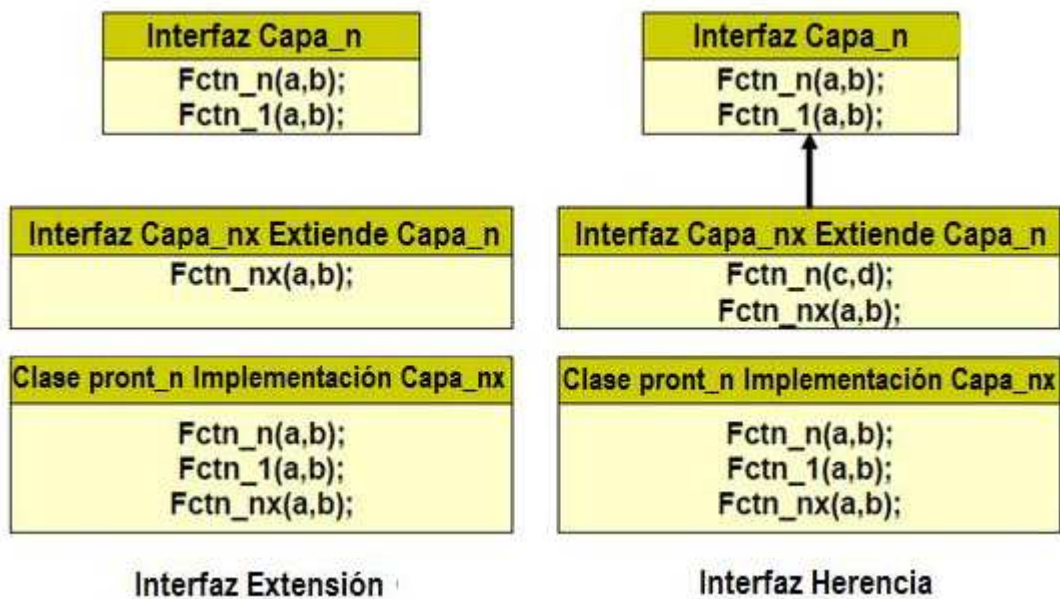 Interfaz Capa_n
Fctn_n(a,b);
Fctn_1(a,b);
Interfaz Capa_nx Extiende Capa_n
Fctn_nx(a,b);
Clase pront_n Implementación Capa_nx
Fctn_n(a,b);
Fctn_1(a,b);
Fctn_nx(a,b);
Interfaz Extensión
Interfaz Capa_n
Fctn_n(a,b);
Fctn_1(a,b);
Interfaz Capa_nx Extiende Capa_n
Fctn_n(c,d);
Fctn_nx(a,b);
Clase pront_n Implementación Capa_nx
Fctn_n(a,b);
Fctn_1(a,b);
Fctn_nx(a,b);
Interfaz Herencia